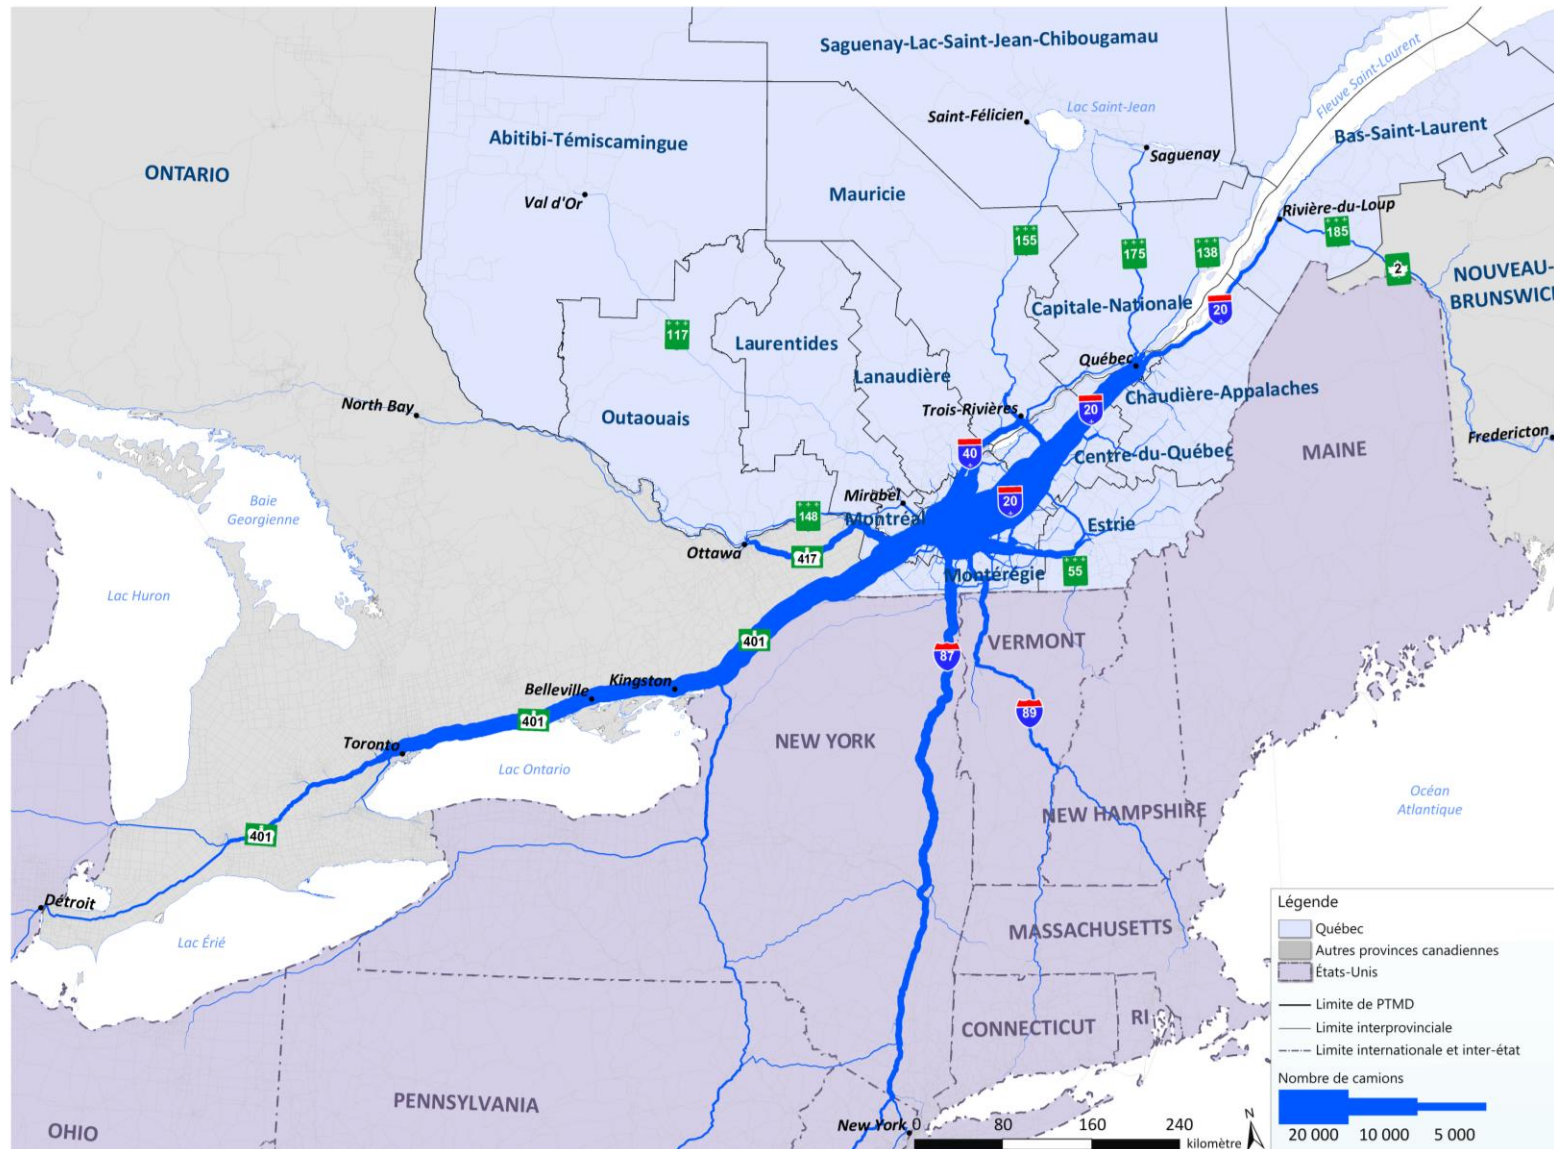 Saguenay-Lac-Saint-Jean-Chibougamau
Fleuve Saint-Laurent
Lac Saint-Jean
Saint-Félicien
Bas-Saint-Laurent
Abitibi-Témiscamingue
Saguenay
ONTARIO
Mauricie
Val d'Or
Rivière-du-Loup
155
175
138
185
2
NOUVEAU-
BRUNSWICK
Capitale-Nationale
20
117
Laurentides
Québec
Lanaudière
Chaudière-Appalaches
North Bay
Outaouais
Trois-Rivières
20
Fredericton
40
Centre-du-Québec
MAINE
Baie
Georgienne
Mirabel
20
148
Montréal
Estrie
Ottawa
417
55
Montérégie
Lac Huron
401
VERMONT
87
Kingston
Belleville
89
401
Toronto
NEW YORK
Lac Ontario
Océan
Atlantique
NEW HAMPSHIRE
401
Détroit
Lac Érié
MASSACHUSETTS
CONNECTICUT
RI
PENNSYLVANIA
OHIO
New York
Légende
Québec
Autres provinces canadiennes
États-Unis
Limite de PTMD
Limite interprovinciale
Limite internationale et inter-état
Nombre de camions
20 000 10 000 5 000
0 80 160 240
kilomètre
N